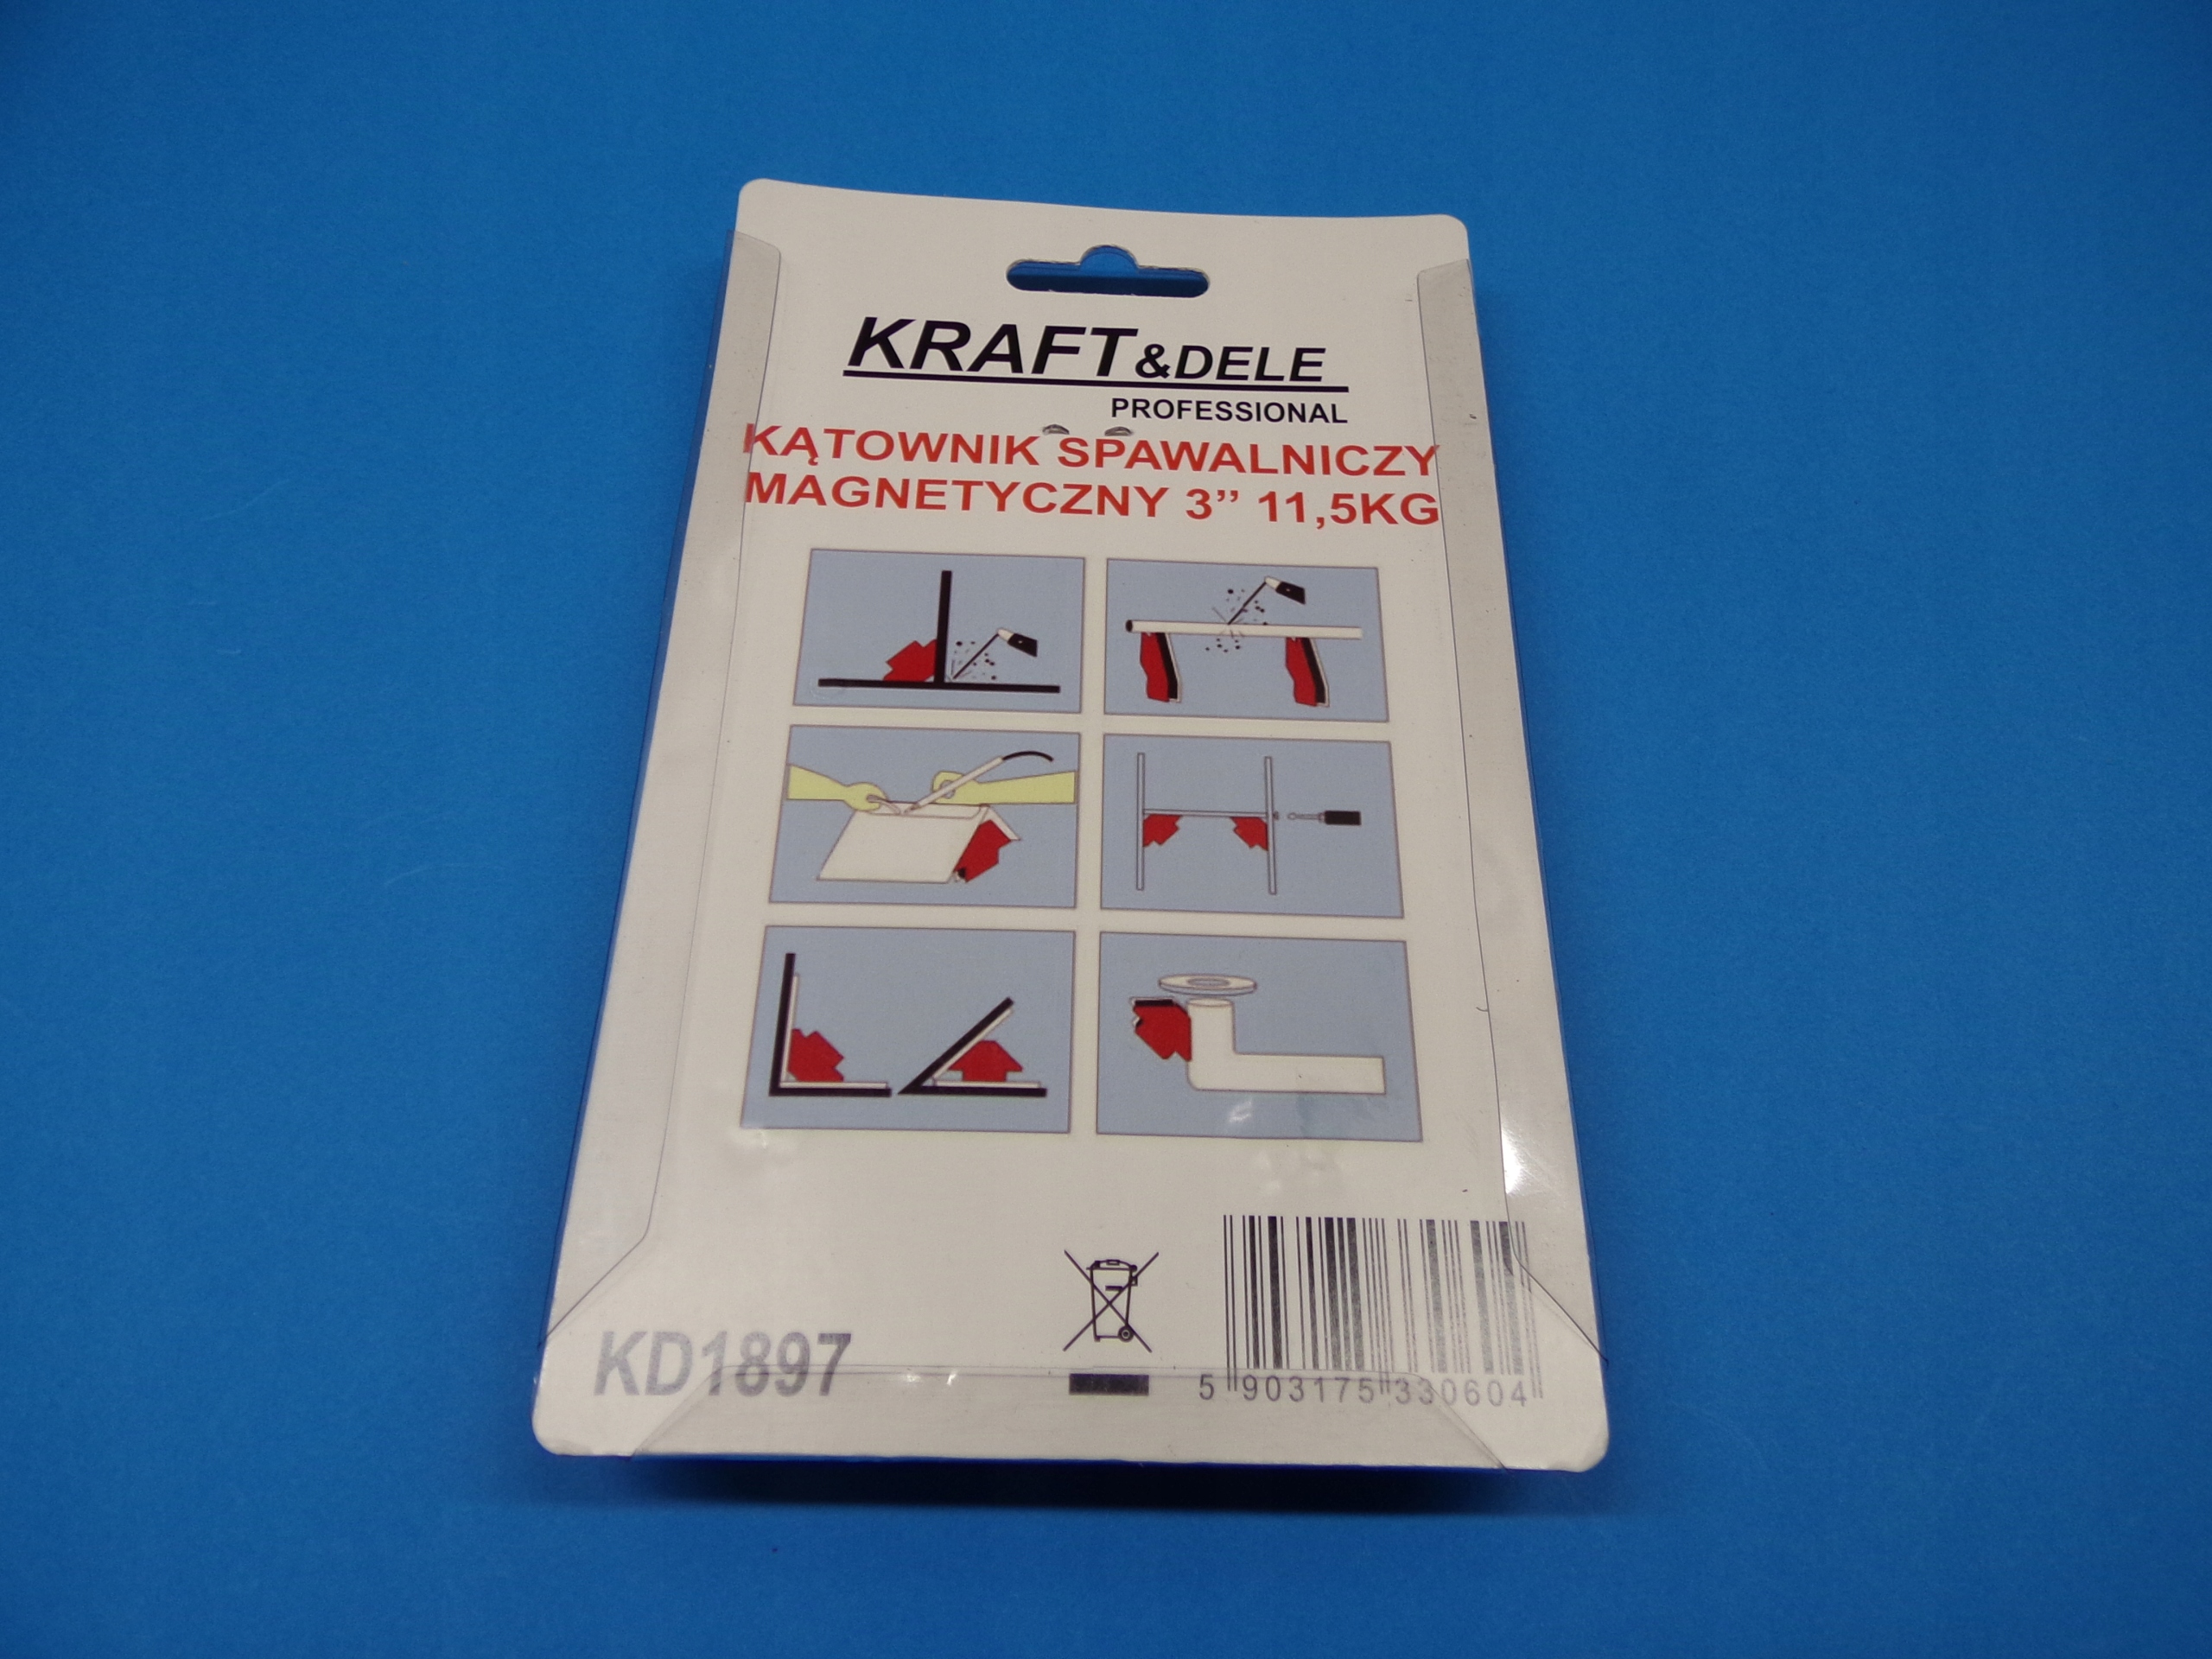 KRAFT&DELE
PROFESSIONAL
KĄTOWNIK SPAWALNICZY
MAGNETYCZNY 3” 11,5KG
KD1897
5 903175 330604